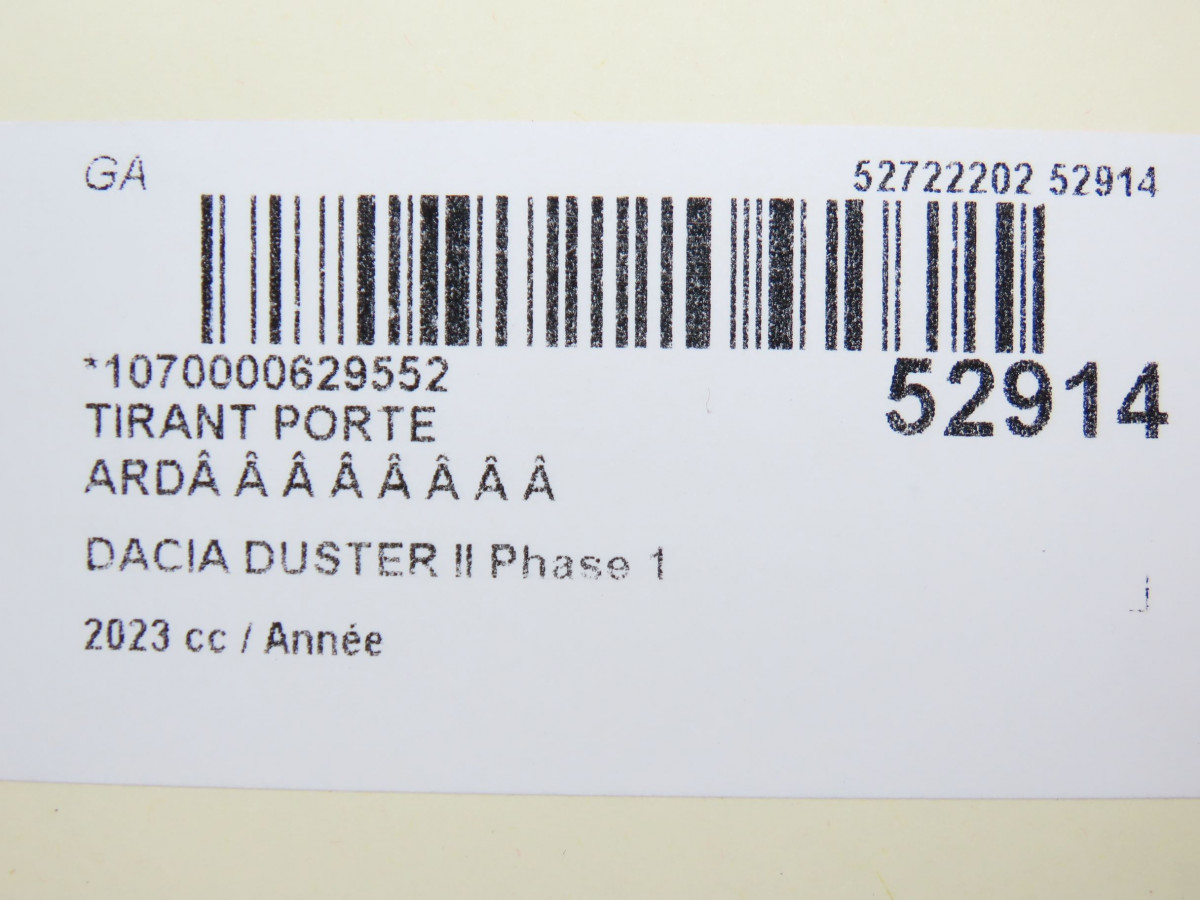 GA
52722202 52914
*1070000629552
52914
TIRANT PORTE
ARDÂ Â Â Â Â Â Â Â
DACIA DUSTER II Phase 1
2023 cc / Année